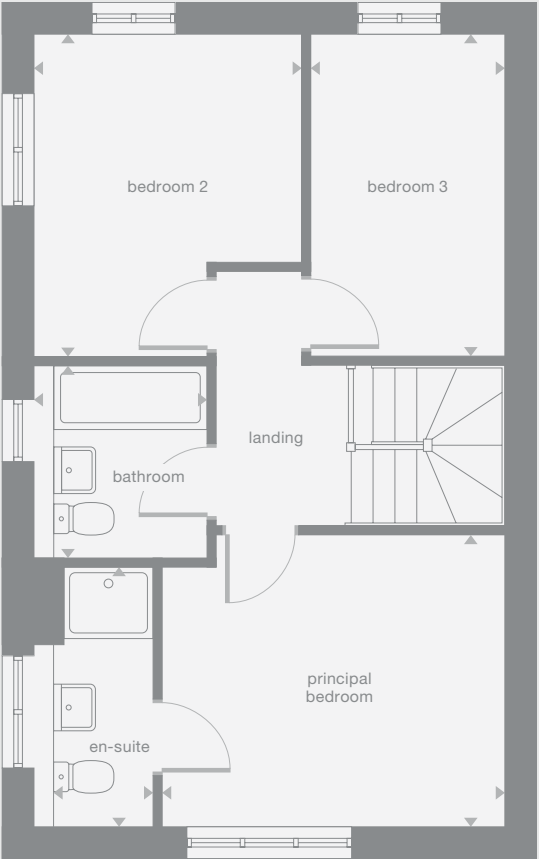 bedroom 2
bedroom 3
landing
bathroom
principal
bedroom
en-suite